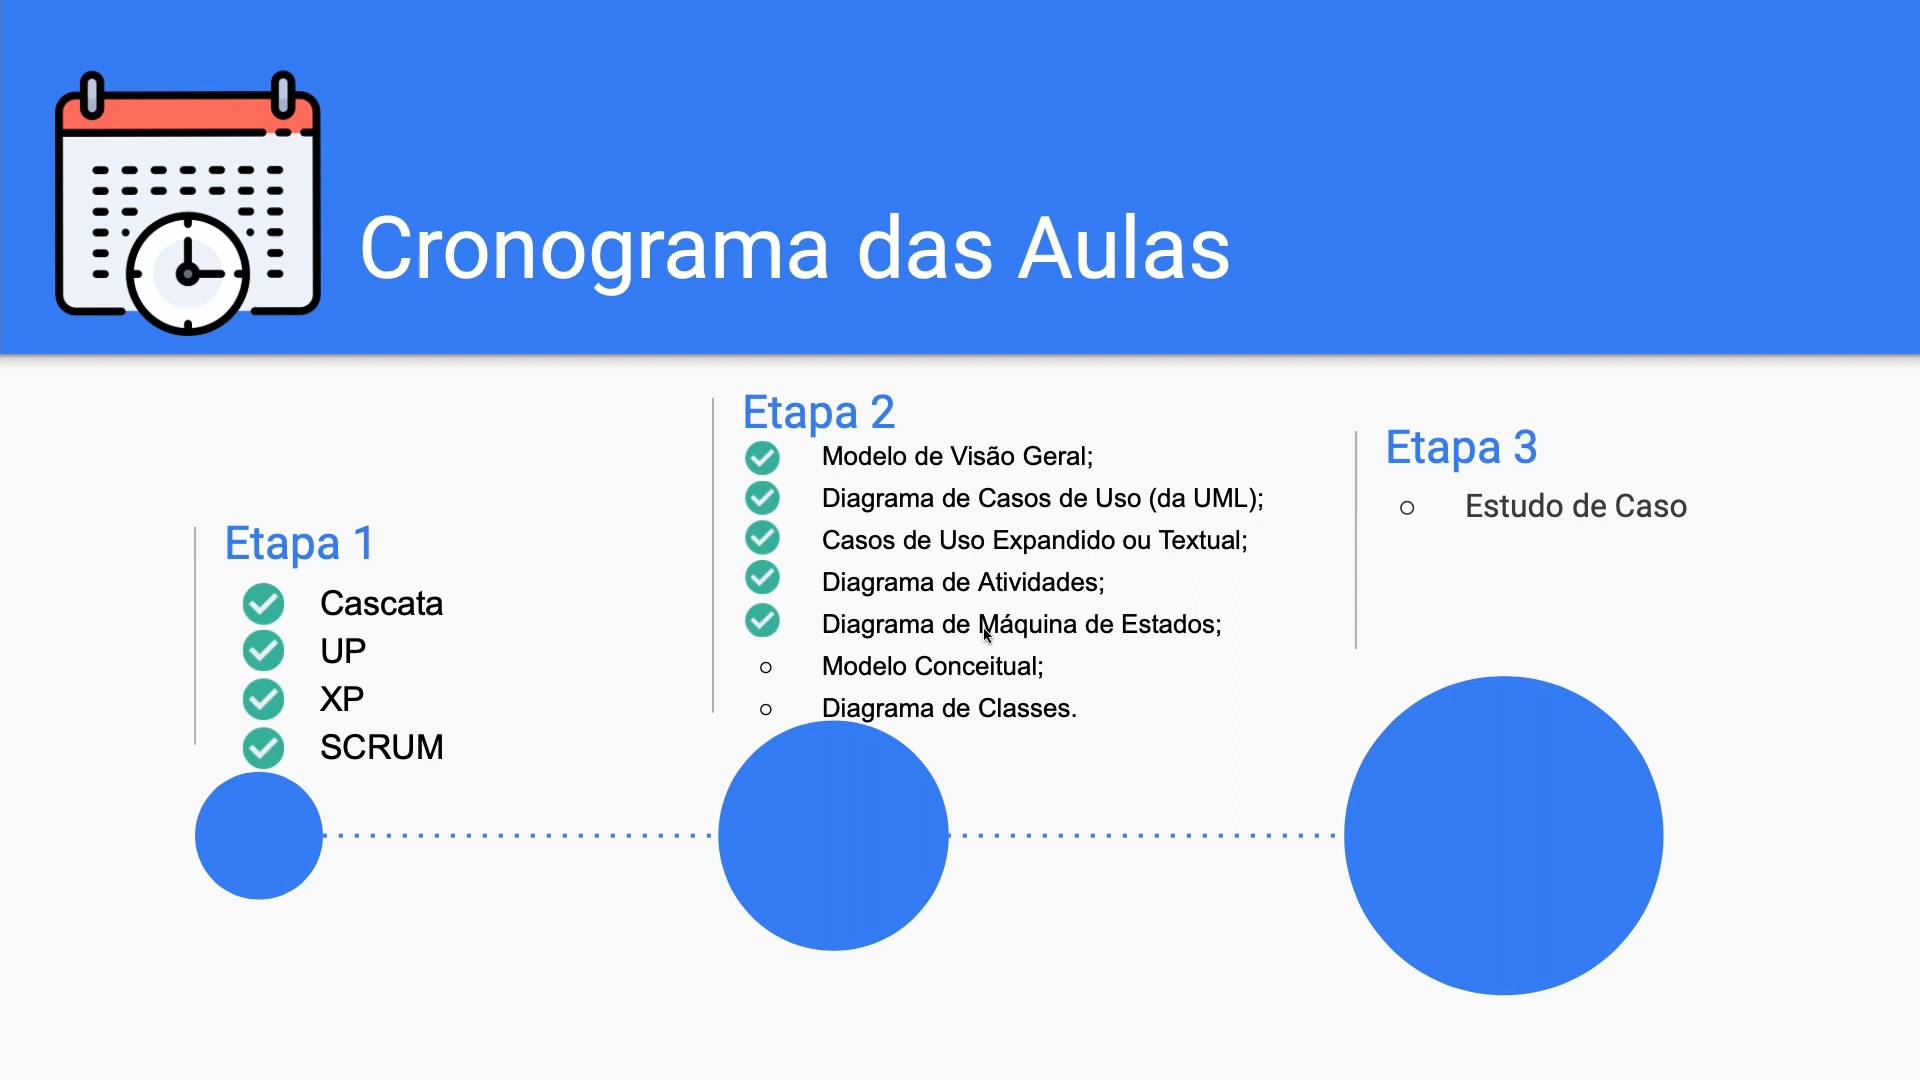 Cronograma das Aulas
Etapa 1
Cascata
UP
XP
SCRUM
Etapa 2
Modelo de Visão Geral;
Diagrama de Casos de Uso (da UML);
Casos de Uso Expandido ou Textual;
Diagrama de Atividades;
Diagrama de Máquina de Estados;
Modelo Conceitual;
Diagrama de Classes.
Etapa 3
Estudo de Caso